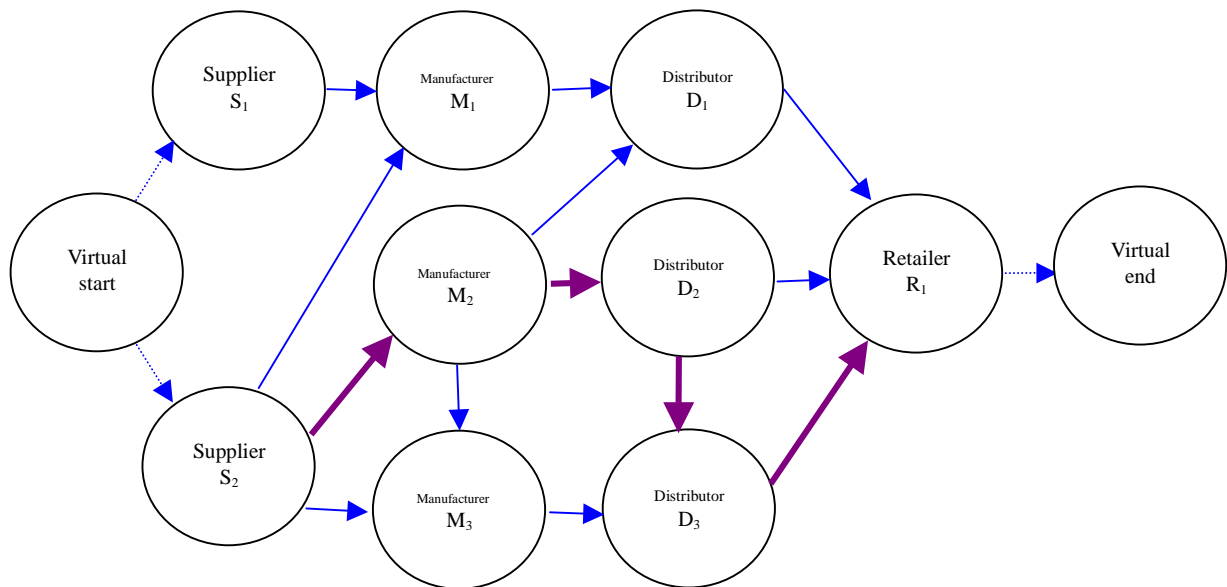 Supplier
S₁
Manufacturer
M₁
Distributor
D₁
Virtual
start
Manufacturer
M₂
Distributor
D₂
Retailer
R₁
Virtual
end
Supplier
S₂
Manufacturer
M₃
Distributor
D₃